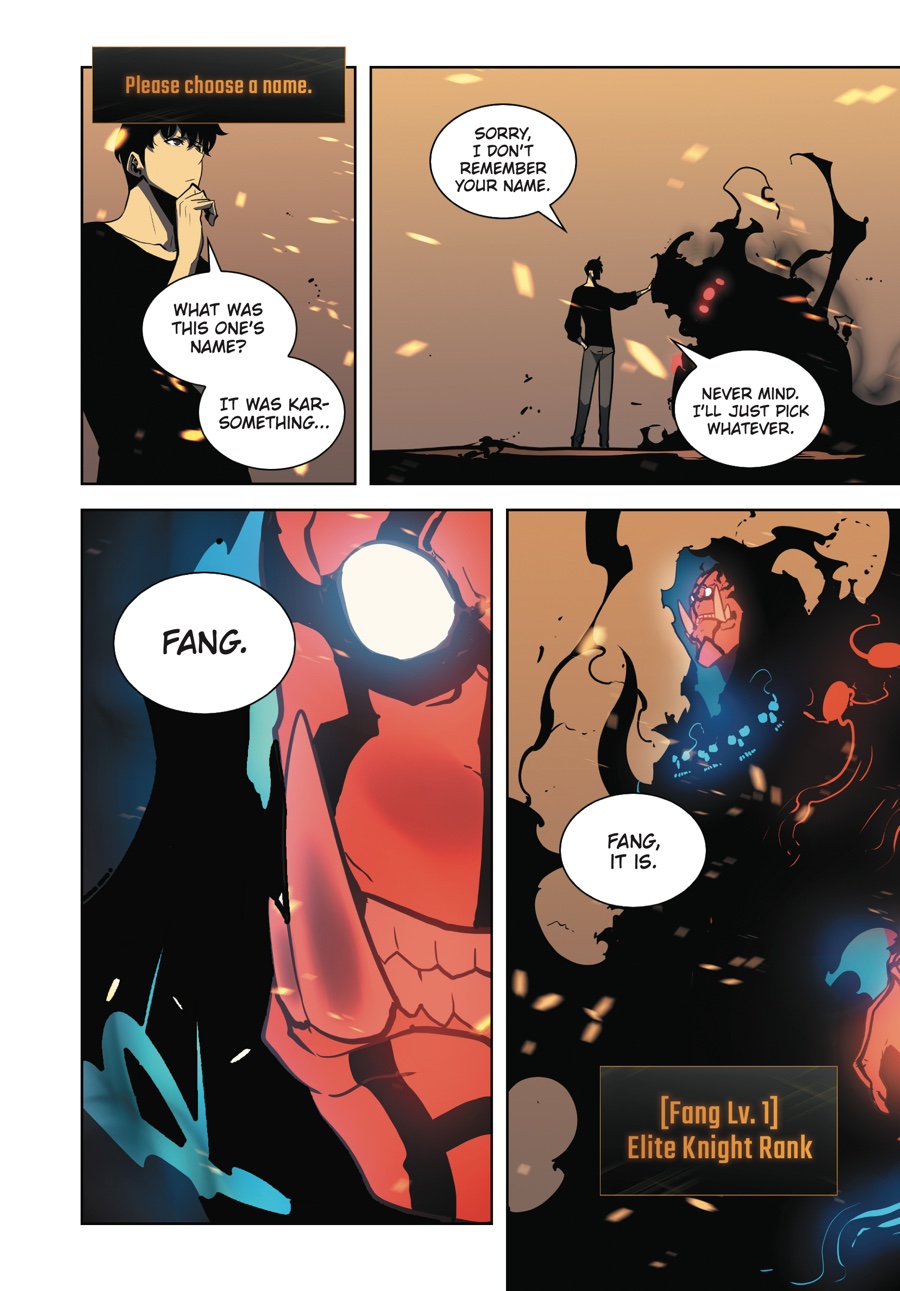 Please choose a name.
WHAT WAS
THIS ONE'S
NAME?
IT WAS KAR-
SOMETHING...
SORRY,
I DON'T
REMEMBER
YOUR NAME.
NEVER MIND.
I'LL JUST PICK
WHATEVER.
FANG.
FANG,
IT IS.
[Fang Lv. 1]
Elite Knight Rank